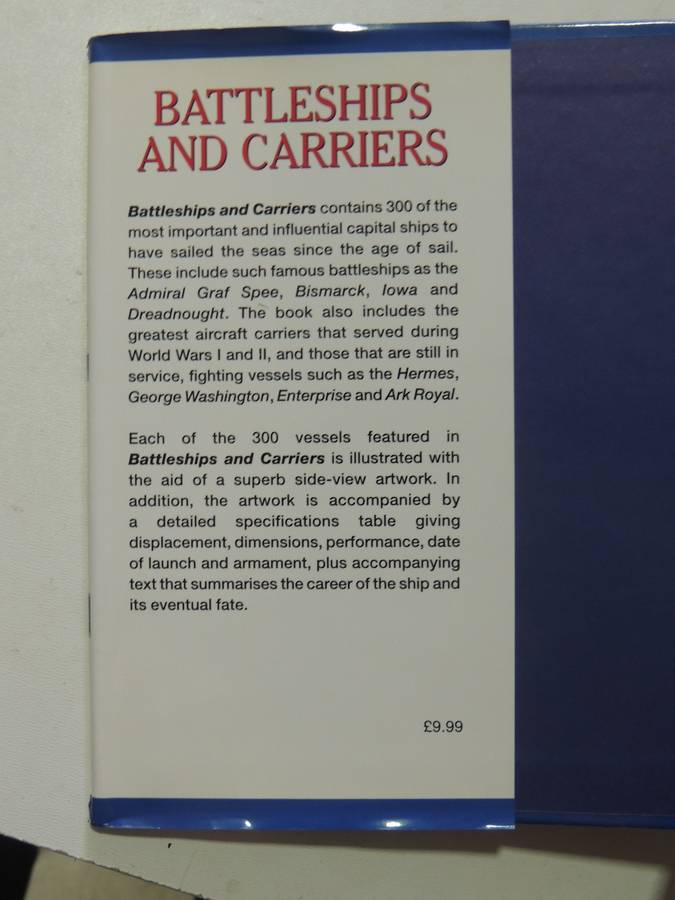 BATTLESHIPS
AND CARRIERS
Battleships and Carriers contains 300 of the
most important and influential capital ships to
have sailed the seas since the age of sail.
These include such famous battleships as the
Admiral Graf Spee, Bismarck, Iowa and
Dreadnought. The book also includes the
greatest aircraft carriers that served during
World Wars I and II, and those that are still in
service, fighting vessels such as the Hermes,
George Washington, Enterprise and Ark Royal.
Each of the 300 vessels featured in
Battleships and Carriers is illustrated with
the aid of a superb side-view artwork. In
addition, the artwork is accompanied by
a detailed specifications table giving
displacement, dimensions, performance, date
of launch and armament, plus accompanying
text that summarises the career of the ship and
its eventual fate.
£9.99